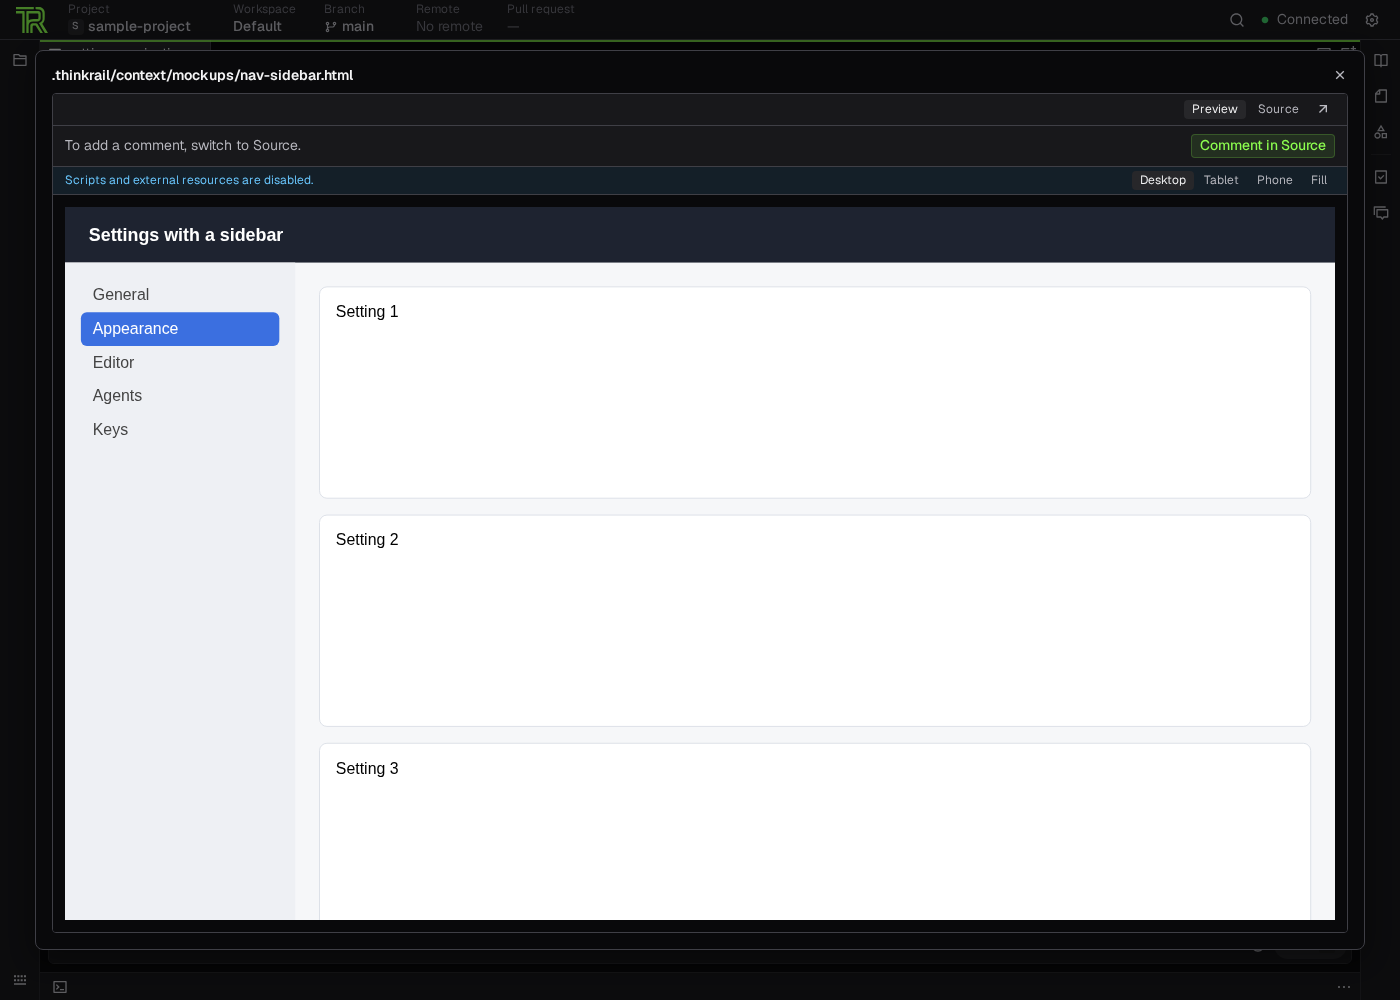 Project
S sample-project
Workspace
Default
Branch
main
Remote
No remote
Pull request
—
Connected
.thinkrail/context/mockups/nav-sidebar.html
Preview
Source
To add a comment, switch to Source.
Comment in Source
Scripts and external resources are disabled.
Desktop
Tablet
Phone
Fill
Settings with a sidebar
General
Appearance
Editor
Agents
Keys
Setting 1
Setting 2
Setting 3